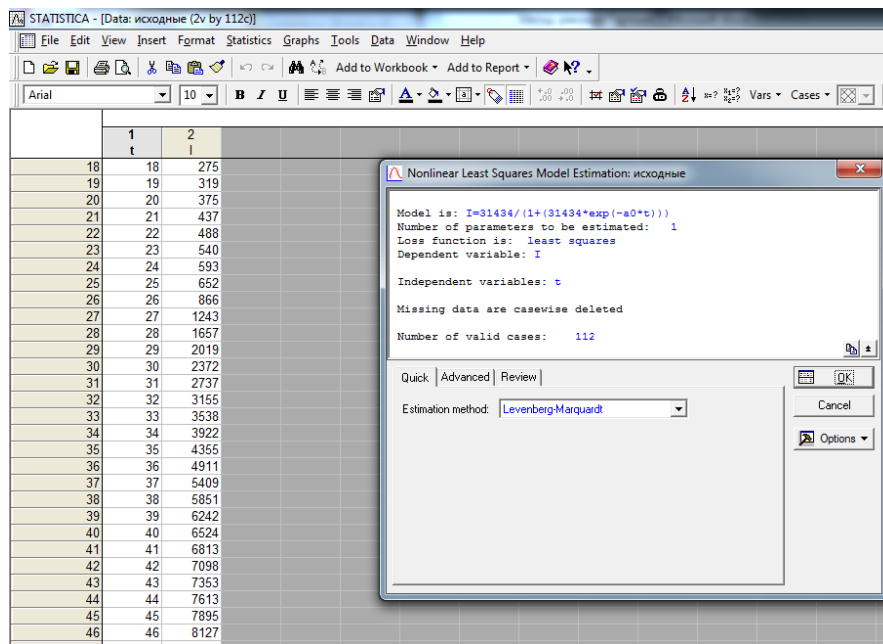 STATISTICA - [Data: исходные (2v by 112c)]
File Edit View Insert Format Statistics Graphs Tools Data Window Help
Add to Workbook Add to Report
Arial 10 B I U Vars Cases
1 2
t I
18 18 275
19 19 319
20 20 375
21 21 437
22 22 488
23 23 540
24 24 593
25 25 652
26 26 866
27 27 1243
28 28 1657
29 29 2019
30 30 2372
31 31 2737
32 32 3155
33 33 3538
34 34 3922
35 35 4355
36 36 4911
37 37 5409
38 38 5851
39 39 6242
40 40 6524
41 41 6813
42 42 7098
43 43 7353
44 44 7613
45 45 7895
46 46 8127
Nonlinear Least Squares Model Estimation: исходные
Model is: I=31434/(1+(31434*exp(-a0*t)))
Number of parameters to be estimated: 1
Loss function is: least squares
Dependent variable: I
Independent variables: t
Missing data are casewise deleted
Number of valid cases: 112
Quick Advanced Review
OK
Estimation method: Levenberg-Marquardt
Cancel
Options